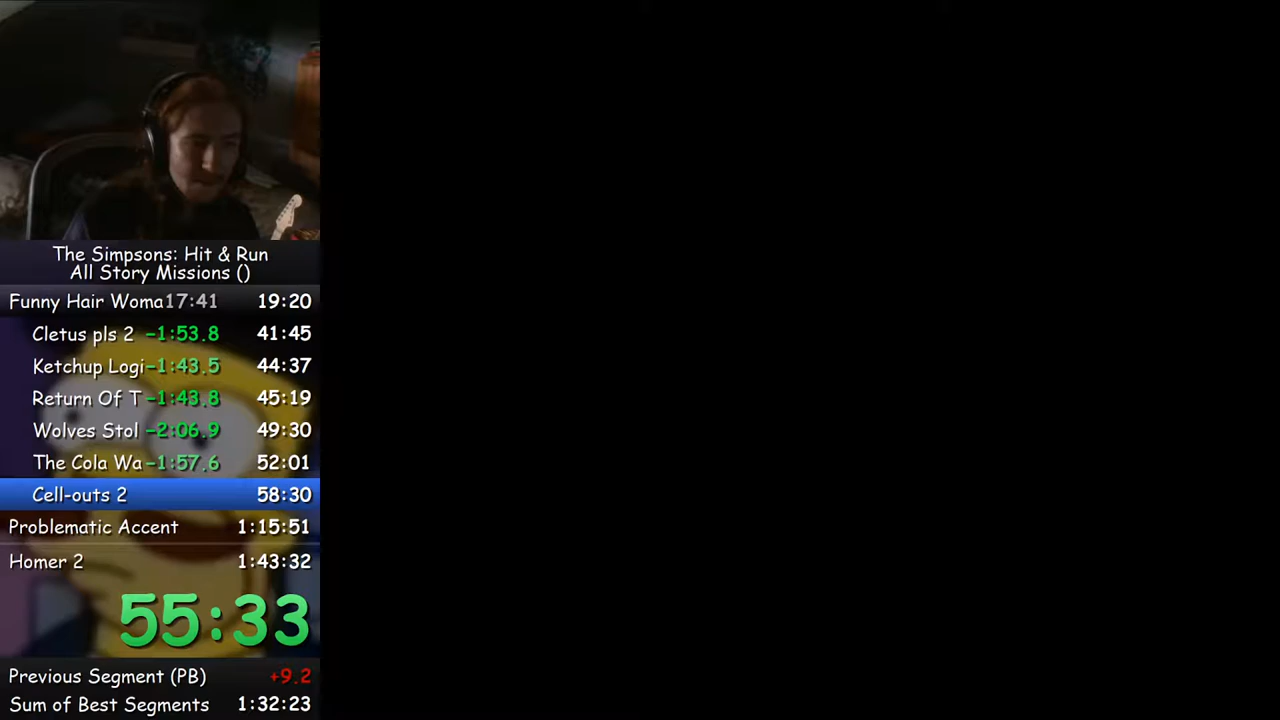 The Simpsons: Hit & Run
All Story Missions ()
Funny Hair Woma 17:41 19:20
Cletus pls 2 -1:53.8 41:45
Ketchup Logi -1:43.5 44:37
Return Of T -1:43.8 45:19
Wolves Stol -2:06.9 49:30
The Cola Wa -1:57.6 52:01
Cell-outs 2 58:30
Problematic Accent 1:15:51
Homer 2 1:43:32
55:33
Previous Segment (PB) +9.2
Sum of Best Segments 1:32:23